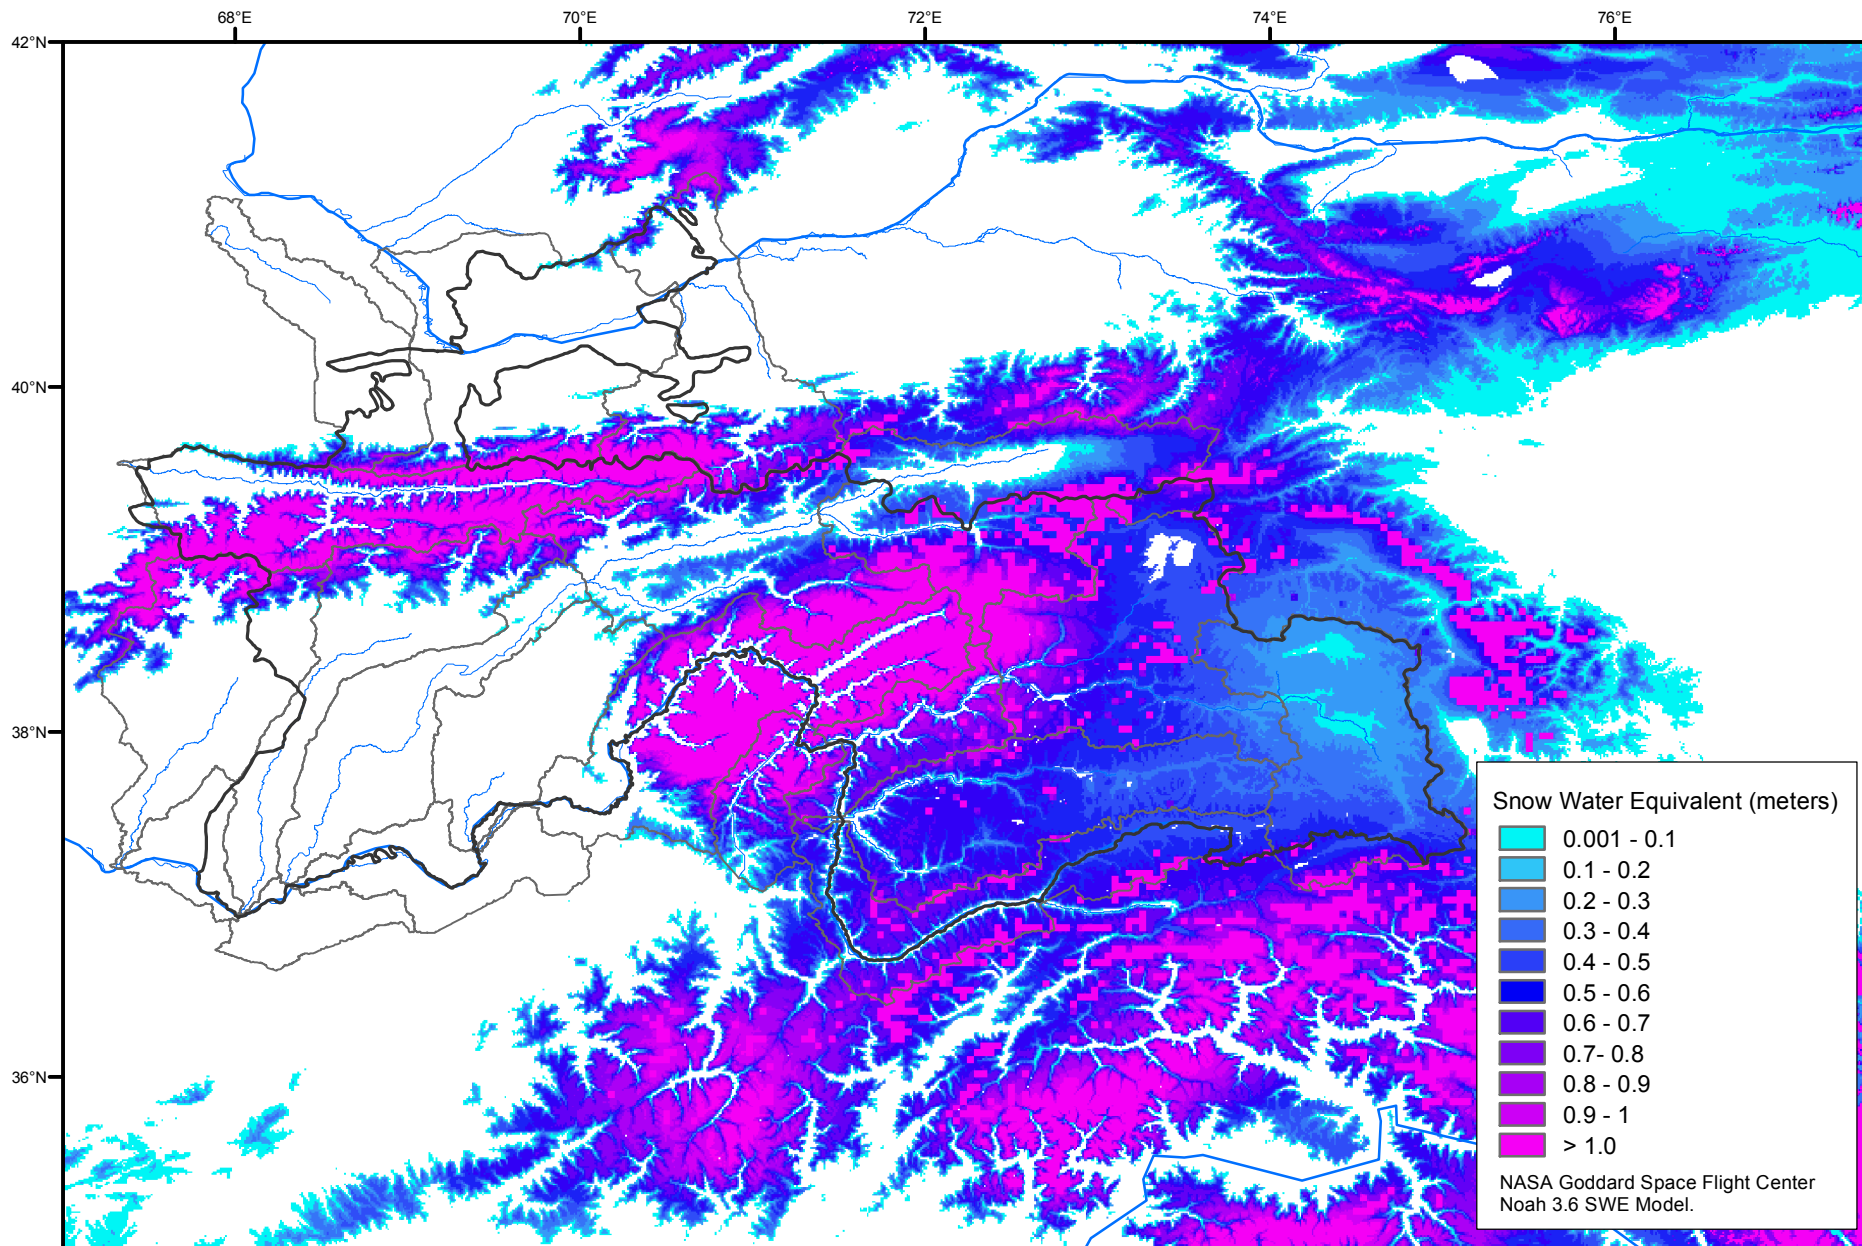 68°E
70°E
72°E
74°E
76°E
42°N
40°N
38°N
36°N
Snow Water Equivalent (meters)
0.001 - 0.1
0.1 - 0.2
0.2 - 0.3
0.3 - 0.4
0.4 - 0.5
0.5 - 0.6
0.6 - 0.7
0.7- 0.8
0.8 - 0.9
0.9 - 1
> 1.0
NASA Goddard Space Flight Center
Noah 3.6 SWE Model.